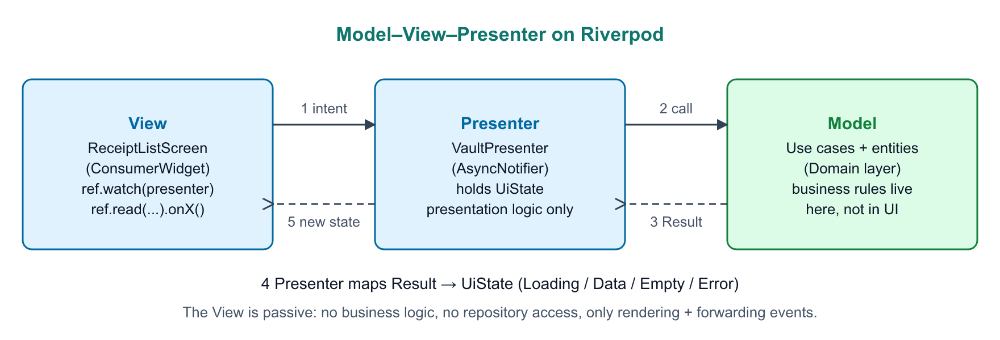 Model–View–Presenter on Riverpod
View
ReceiptListScreen
(ConsumerWidget)
ref.watch(presenter)
ref.read(...).onX()
1 intent
5 new state
Presenter
VaultPresenter
(AsyncNotifier)
holds UiState
presentation logic only
2 call
3 Result
Model
Use cases + entities
(Domain layer)
business rules live
here, not in UI
4 Presenter maps Result → UiState (Loading / Data / Empty / Error)
The View is passive: no business logic, no repository access, only rendering + forwarding events.